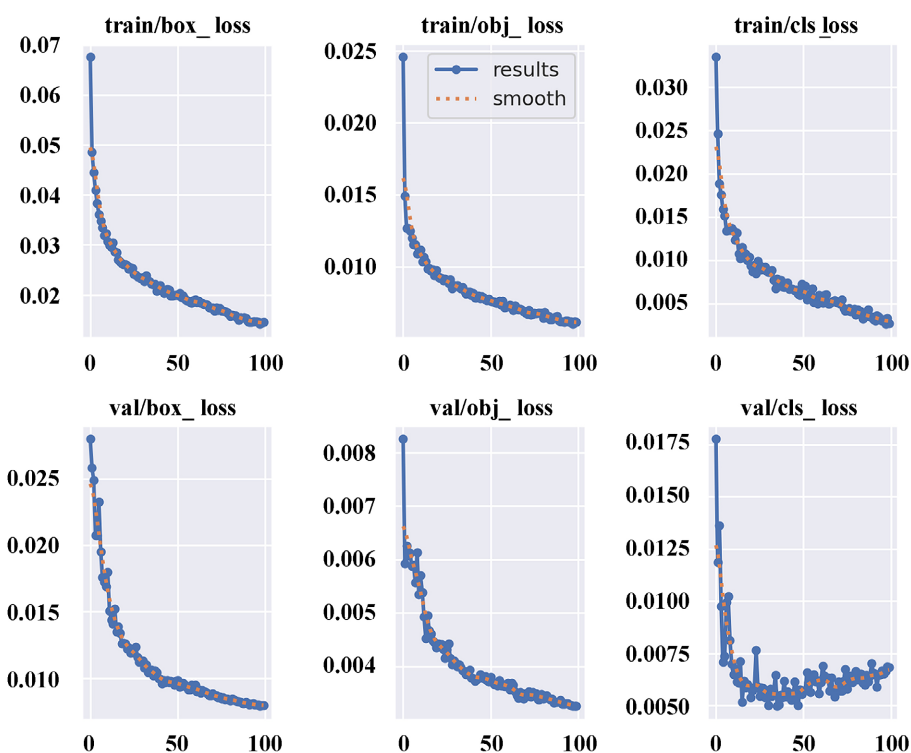 train/box_ loss
train/obj_ loss
train/cls_loss
0.07
0.06
0.05
0.04
0.03
0.02
0 50 100
0.025
0.020
0.015
0.010
results
smooth
0 50 100
0.030
0.025
0.020
0.015
0.010
0.005
0 50 100
val/box_ loss
val/obj_ loss
val/cls_ loss
0.025
0.020
0.015
0.010
0 50 100
0.008
0.007
0.006
0.005
0.004
0 50 100
0.0175
0.0150
0.0125
0.0100
0.0075
0.0050
0 50 100